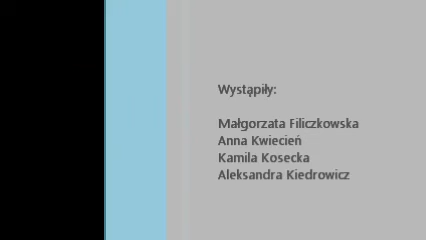 Wystąpiły:
Małgorzata Filiczkowska
Anna Kwiecień
Kamila Kosecka
Aleksandra Kiedrowicz